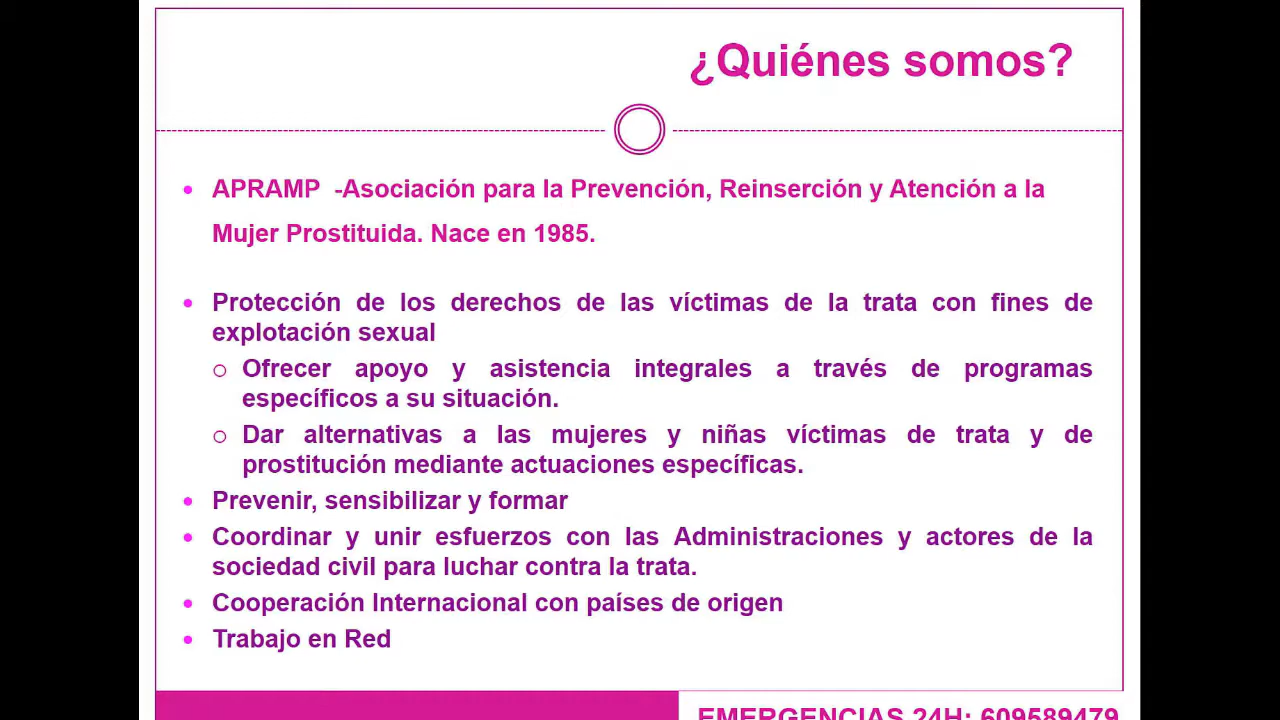 ¿Quiénes somos?
• APRAMP -Asociación para la Prevención, Reinserción y Atención a la
Mujer Prostituida. Nace en 1985.
• Protección de los derechos de las víctimas de la trata con fines de
explotación sexual
o Ofrecer apoyo y asistencia integrales a través de programas
específicos a su situación.
o Dar alternativas a las mujeres y niñas víctimas de trata y de
prostitución mediante actuaciones específicas.
• Prevenir, sensibilizar y formar
• Coordinar y unir esfuerzos con las Administraciones y actores de la
sociedad civil para luchar contra la trata.
• Cooperación Internacional con países de origen
• Trabajo en Red
EMERGENCIAS 24H: 609589479